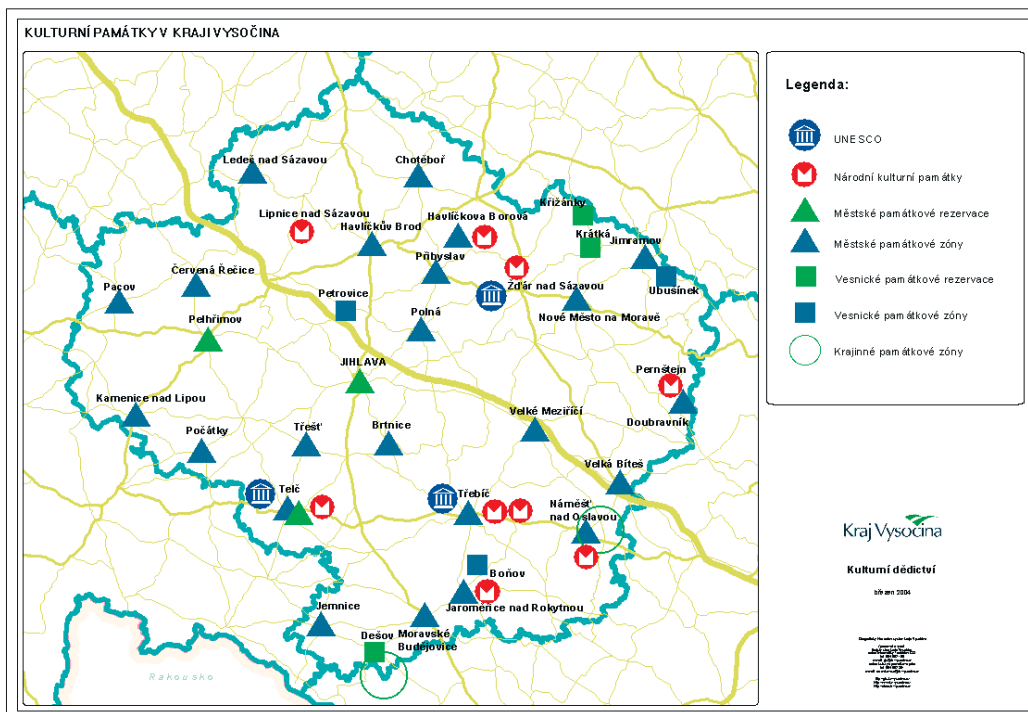 KULTURNÍ PAMÁTKY V KRAJI VYSOČINA
Ledeč nad Sázavou
Chotěboř
Křižánky
Lipnice nad Sázavou
Havlíčkova Borová
Havlíčkův Brod
Krátká
Jimramov
Přibyslav
Červená Řečice
Pacov
Žďár nad Sázavou
Ubušínek
Petrovice
Nové Město na Moravě
Polná
Pelhřimov
JIHLAVA
Pernštejn
Kamenice nad Lipou
Velké Meziříčí
Doubravník
Počátky
Třešť
Brtnice
Velká Bíteš
Telč
Třebíč
Náměšť
nad Oslavou
Boňov
Jemnice
Jaroměřice nad Rokytnou
Dešov
Moravské
Budějovice
Rakousko
Legenda:
UNESCO
Národní kulturní památky
Městské památkové rezervace
Městské památkové zóny
Vesnické památkové rezervace
Vesnické památkové zóny
Krajinné památkové zóny
Kraj Vysočina
Kulturní dědictví
březen 2004